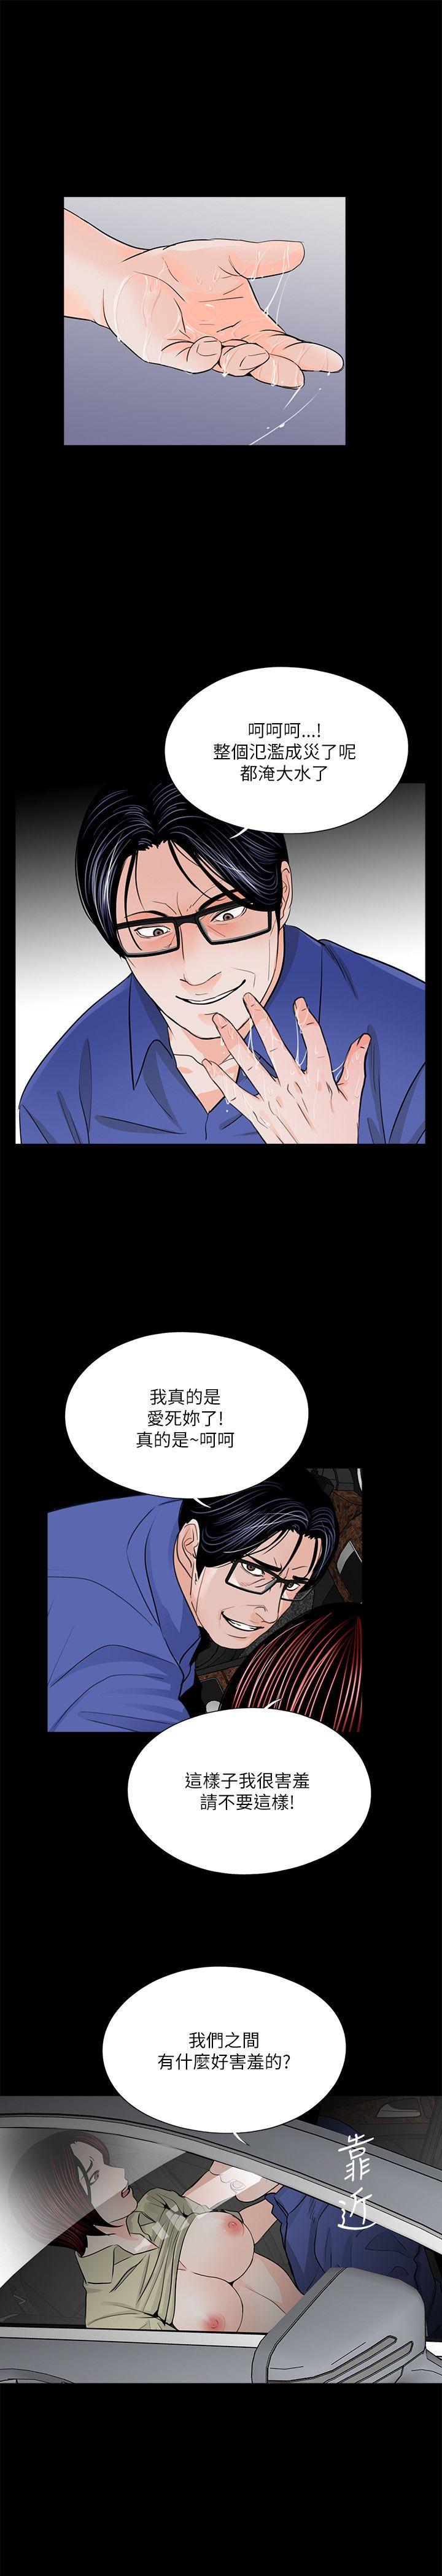 呵呵呵...!
整個氾濫成災了呢
都淹大水了
我真的是
愛死妳了!
真的是~呵呵
這樣子我很害羞
請不要這樣!
我們之間
有什麼好害羞的?
靠近